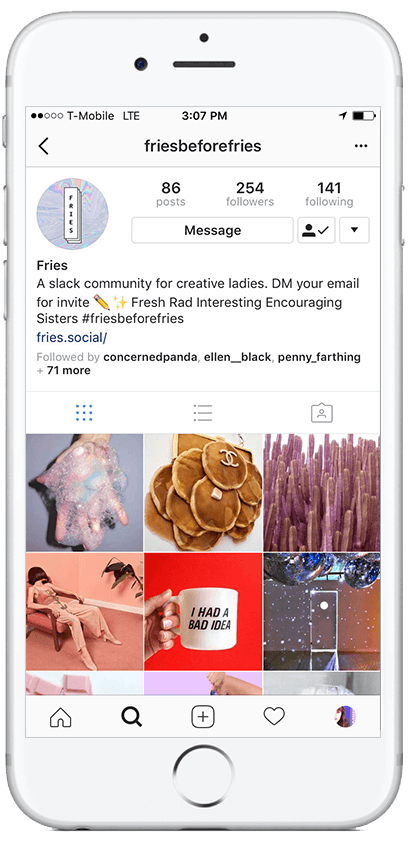 T-Mobile LTE 3:07 PM
friesbeforefries
FRIES
86 254 141
posts followers following
Message
Fries
A slack community for creative ladies. DM your email
for invite ✏️ ✨ Fresh Rad Interesting Encouraging
Sisters #friesbeforefries
fries.social/
Followed by concernedpanda, ellen__black, penny_farthing
+ 71 more
I HAD A
BAD IDEA